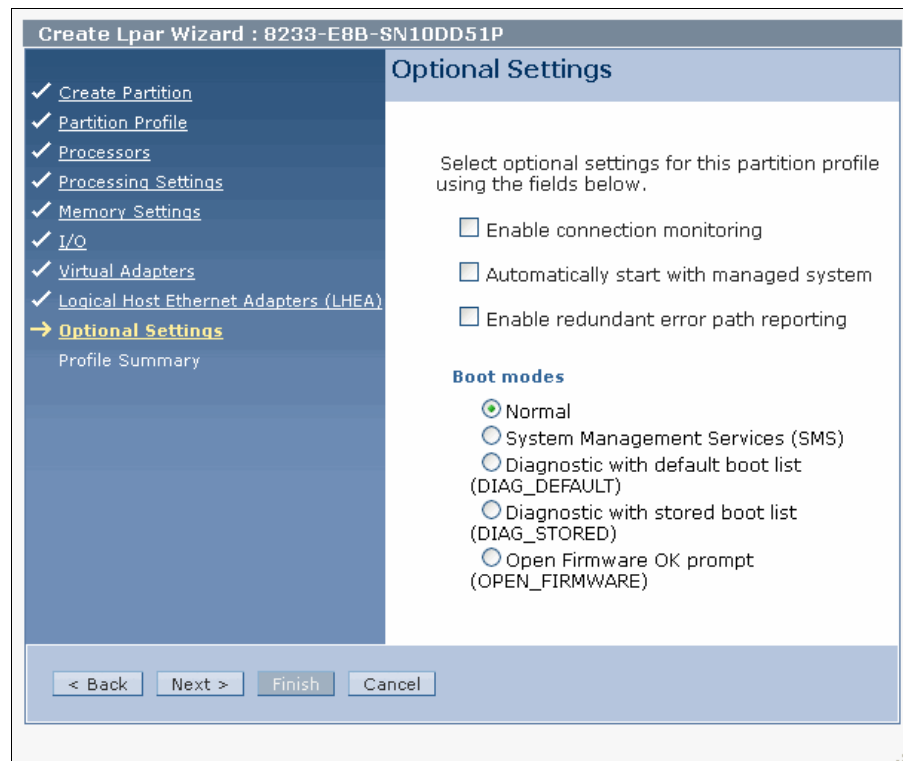 Create Lpar Wizard : 8233-E8B-SN10DD51P
Create Partition
Partition Profile
Processors
Processing Settings
Memory Settings
I/O
Virtual Adapters
Logical Host Ethernet Adapters (LHEA)
Optional Settings
Profile Summary
Optional Settings
Select optional settings for this partition profile
using the fields below.
Enable connection monitoring
Automatically start with managed system
Enable redundant error path reporting
Boot modes
Normal
System Management Services (SMS)
Diagnostic with default boot list
(DIAG_DEFAULT)
Diagnostic with stored boot list
(DIAG_STORED)
Open Firmware OK prompt
(OPEN_FIRMWARE)
< Back Next > Finish Cancel